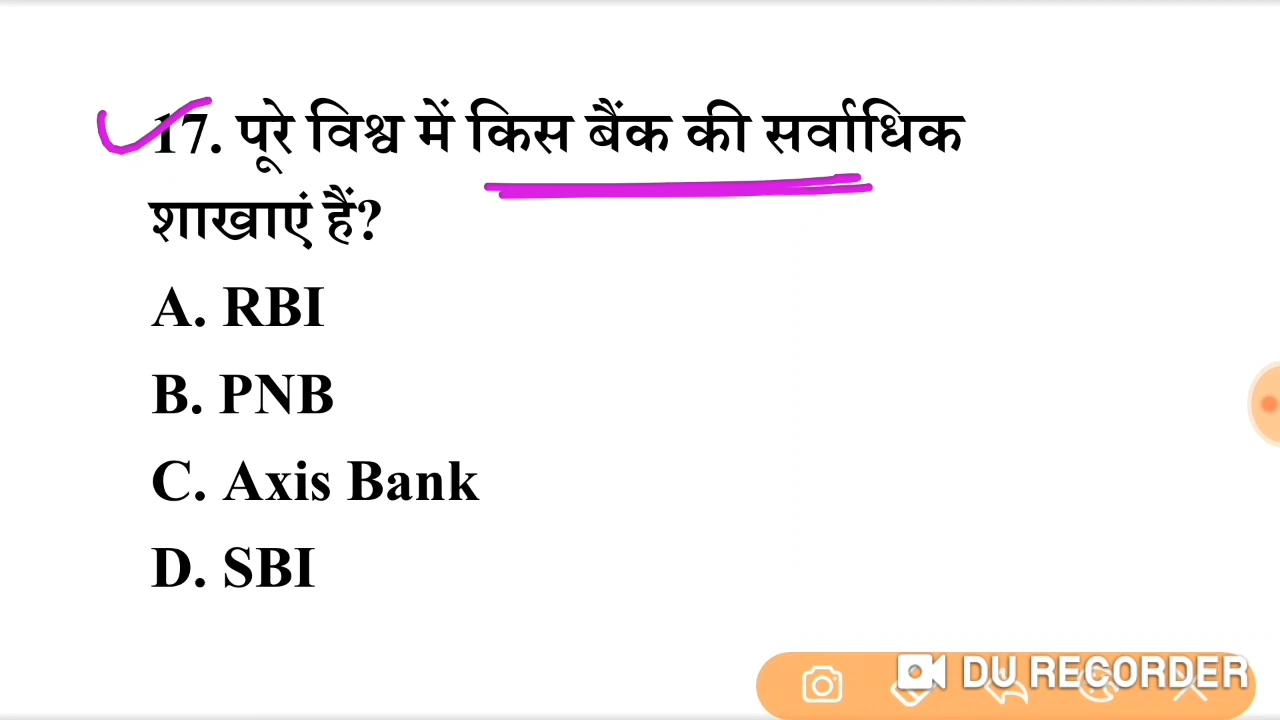 17. पूरे विश्व में किस बैंक की सर्वाधिक
शाखाएं हैं?
A. RBI
B. PNB
C. Axis Bank
D. SBI
DU RECORDER